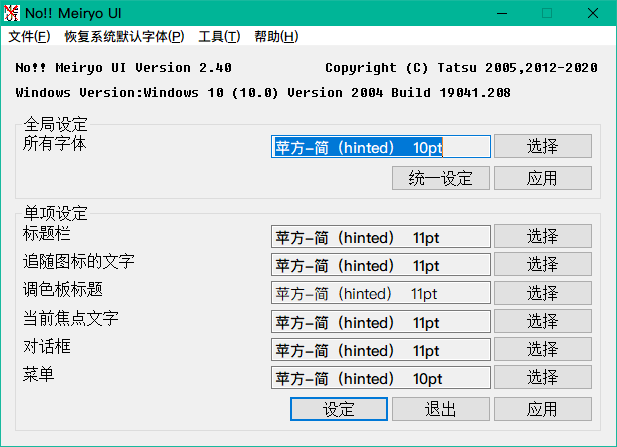 No!! Meiryo UI
文件(F) 恢复系统默认字体(P) 工具(T) 帮助(H)
No!! Meiryo UI Version 2.40 Copyright (C) Tatsu 2005,2012-2020
Windows Version:Windows 10 (10.0) Version 2004 Build 19041.208
全局设定
所有字体 苹方-简（hinted） 10pt 选择
统一设定 应用
单项设定
标题栏 苹方-简（hinted） 11pt 选择
追随图标的文字 苹方-简（hinted） 11pt 选择
调色板标题 苹方-简（hinted） 11pt 选择
当前焦点文字 苹方-简（hinted） 11pt 选择
对话框 苹方-简（hinted） 11pt 选择
菜单 苹方-简（hinted） 10pt 选择
设定 退出 应用